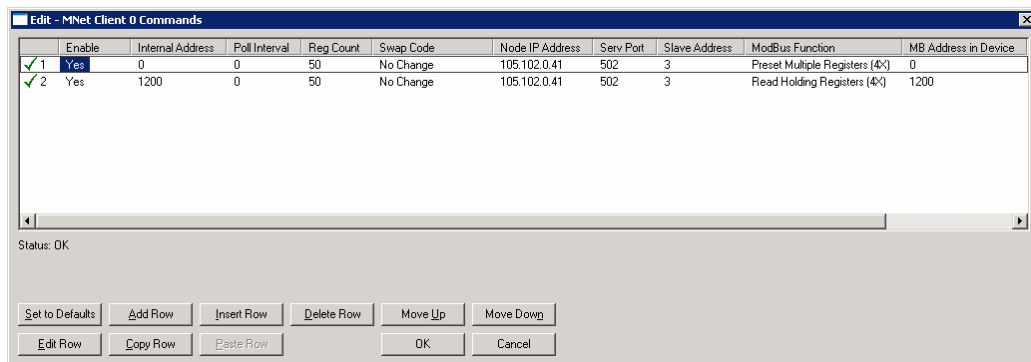 Edit - MNet Client 0 Commands
Enable Internal Address Poll Interval Reg Count Swap Code Node IP Address Serv Port Slave Address ModBus Function MB Address in Device
1 Yes 0 0 50 No Change 105.102.0.41 502 3 Preset Multiple Registers (4X) 0
2 Yes 1200 0 50 No Change 105.102.0.41 502 3 Read Holding Registers (4X) 1200
Status: OK
Set to Defaults Add Row Insert Row Delete Row Move Up Move Down
Edit Row Copy Row Paste Row OK Cancel